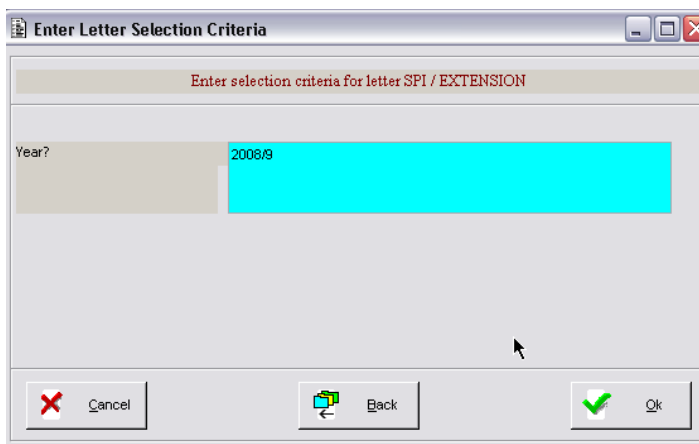 Enter Letter Selection Criteria
Enter selection criteria for letter SPI / EXTENSION
Year? 2008/9
Cancel Back Ok